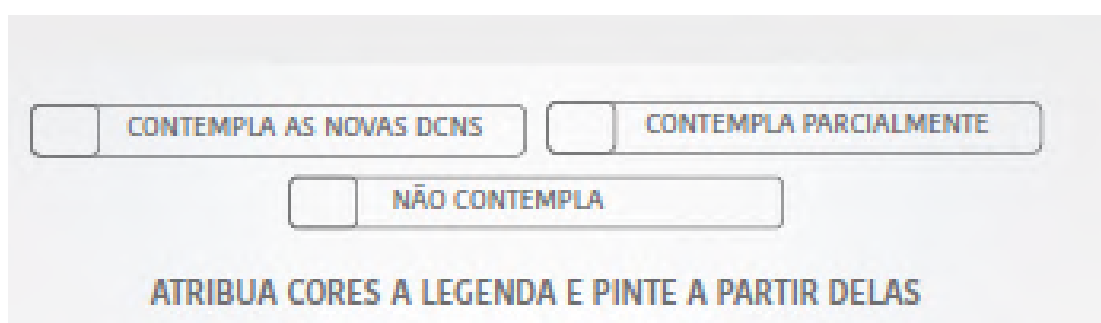 CONTEMPLA AS NOVAS DCNS
CONTEMPLA PARCIALMENTE
NÃO CONTEMPLA
ATRIBUA CORES A LEGENDA E PINTE A PARTIR DELAS